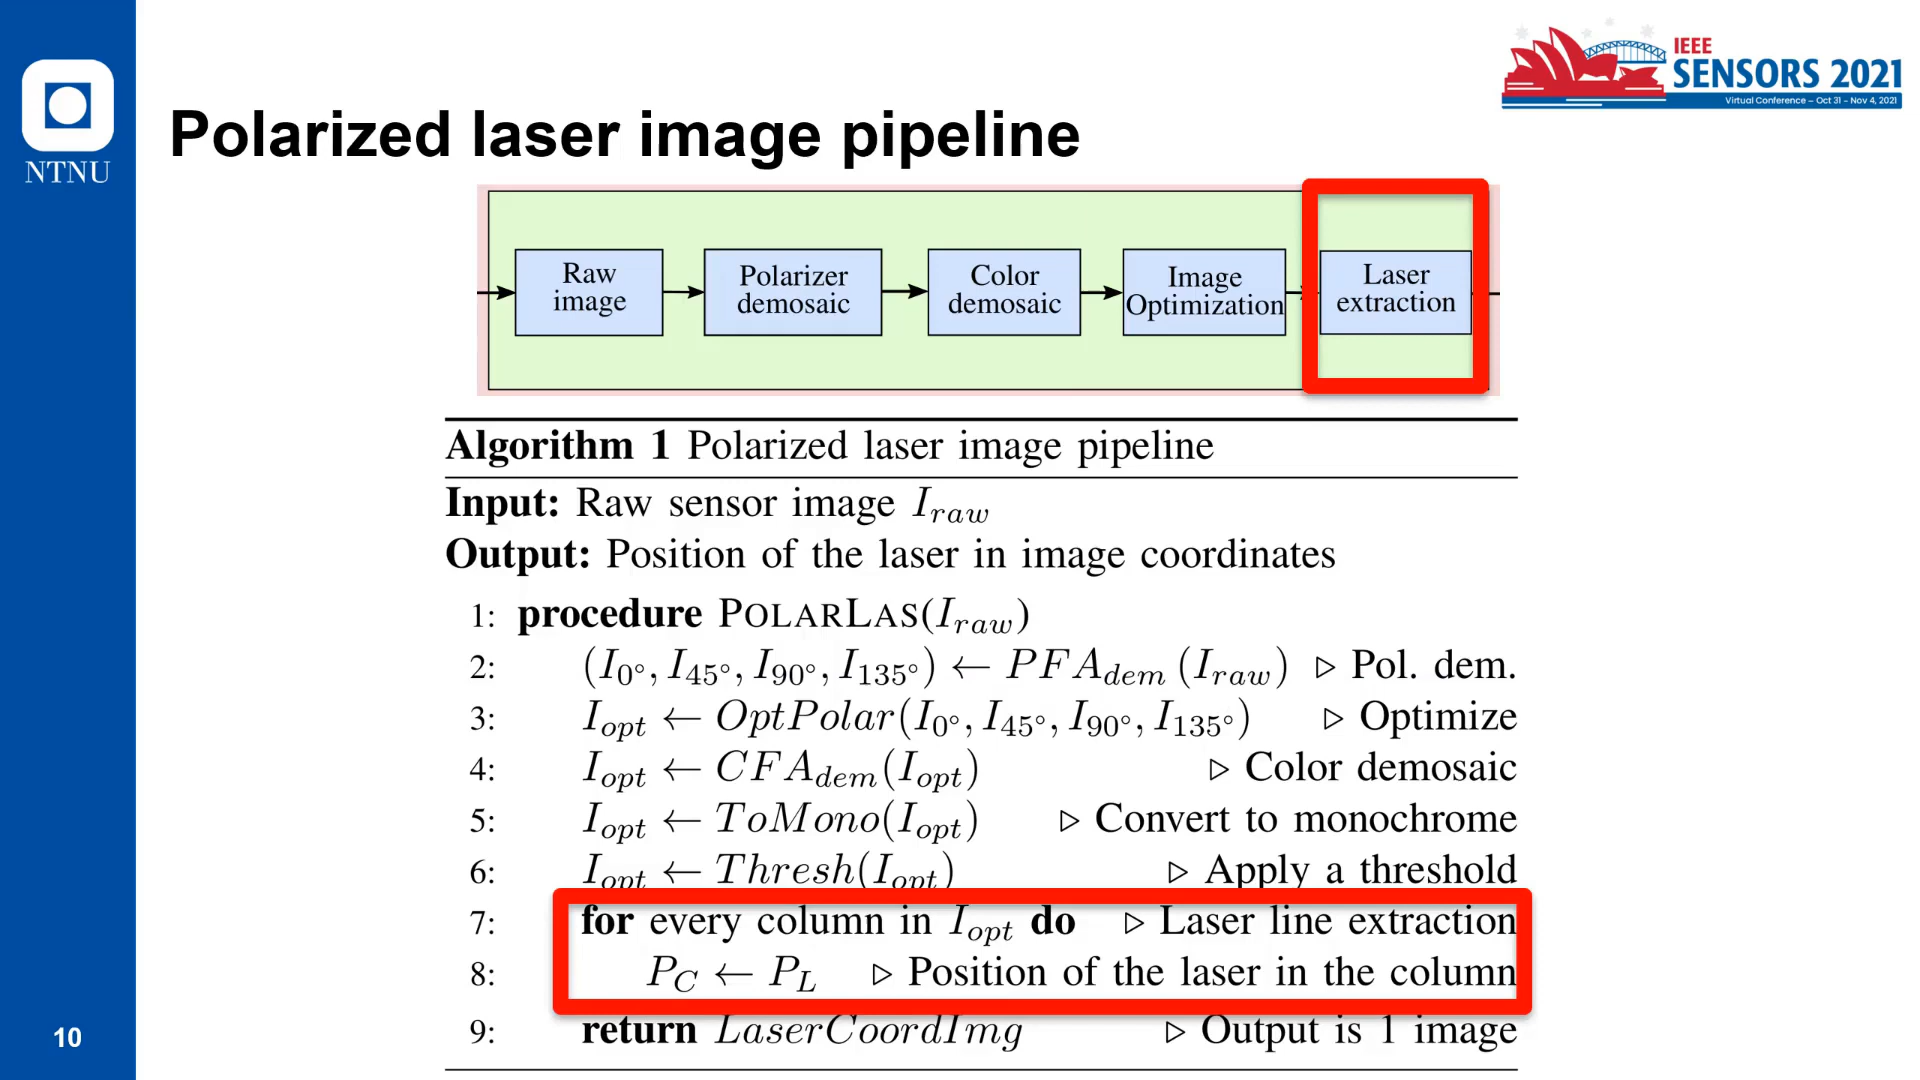 IEEE
SENSORS 2021
Virtual Conference – Oct 31 – Nov 4, 2021
NTNU
Polarized laser image pipeline
Raw
image
Polarizer
demosaic
Color
demosaic
Image
Optimization
Laser
extraction
Algorithm 1 Polarized laser image pipeline
Input: Raw sensor image I_raw
Output: Position of the laser in image coordinates
1: procedure POLARLAS(I_raw)
2: (I_0°, I_45°, I_90°, I_135°) ← PFA_dem (I_raw) ▷ Pol. dem.
3: I_opt ← OptPolar(I_0°, I_45°, I_90°, I_135°) ▷ Optimize
4: I_opt ← CFA_dem(I_opt) ▷ Color demosaic
5: I_opt ← ToMono(I_opt) ▷ Convert to monochrome
6: I_opt ← Thresh(I_opt) ▷ Apply a threshold
7: for every column in I_opt do ▷ Laser line extraction
8: P_C ← P_L ▷ Position of the laser in the column
9: return LaserCoordImg ▷ Output is 1 image
10